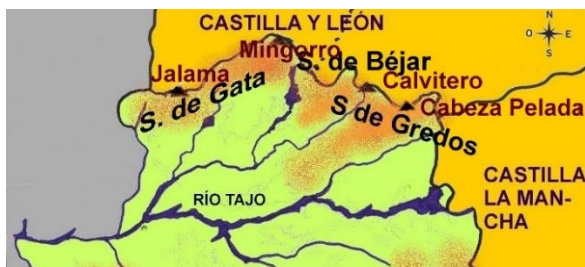 CASTILLA Y LEÓN
N
O E
S
Mingorro
S. de Béjar
Jalama
Calvitero
S. de Gata
Cabeza Pelada
S de Gredos
CASTILLA
LA MAN-
CHA
RÍO TAJO